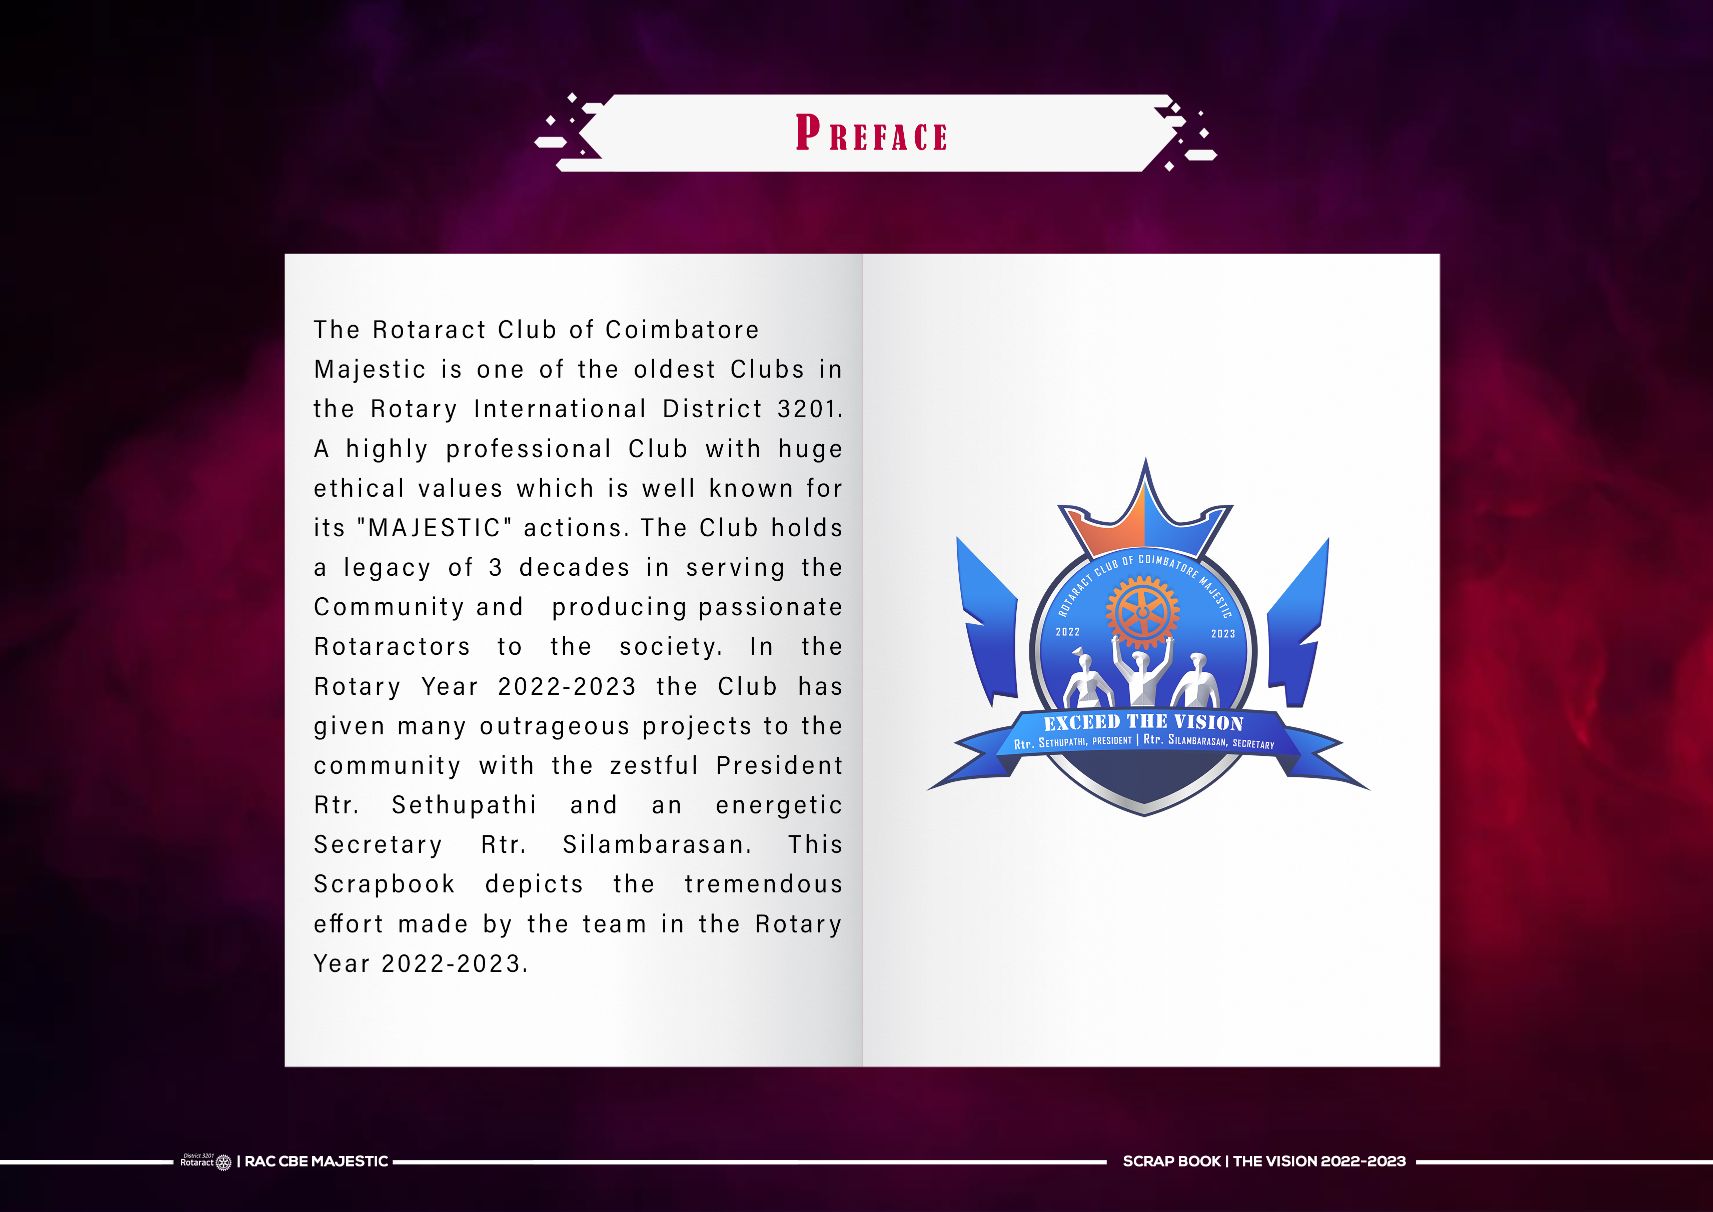 PREFACE
The Rotaract Club of Coimbatore
Majestic is one of the oldest Clubs in
the Rotary International District 3201.
A highly professional Club with huge
ethical values which is well known for
its "MAJESTIC" actions. The Club holds
a legacy of 3 decades in serving the
Community and producing passionate
Rotaractors to the society. In the
Rotary Year 2022-2023 the Club has
given many outrageous projects to the
community with the zestful President
Rtr. Sethupathi and an energetic
Secretary Rtr. Silambarasan. This
Scrapbook depicts the tremendous
effort made by the team in the Rotary
Year 2022-2023.
ROTARACT CLUB OF COIMBATORE MAJESTIC
2022 2023
EXCEED THE VISION
Rtr. SETHUPATHI, PRESIDENT | Rtr. SILAMBARASAN, SECRETARY
District 3201
Rotaract | RAC CBE MAJESTIC
SCRAP BOOK | THE VISION 2022-2023